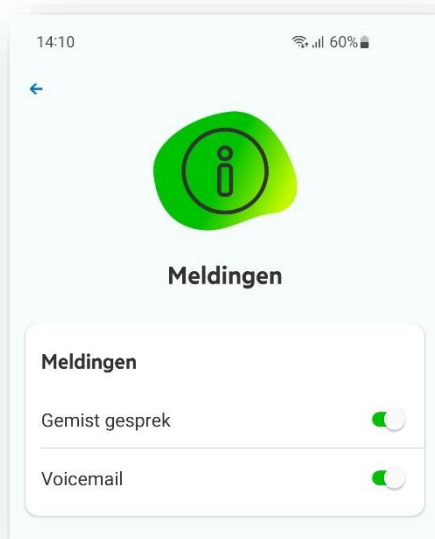 14:10
60%
Meldingen
Meldingen
Gemist gesprek
Voicemail